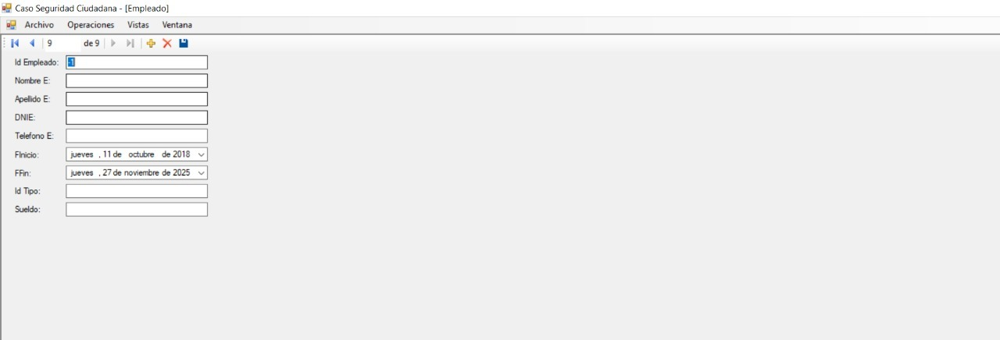 Caso Seguridad Ciudadana - [Empleado]
Archivo Operaciones Vistas Ventana
9 de 9
Id Empleado: -1
Nombre E:
Apellido E:
DNIE:
Telefono E:
FInicio: jueves , 11 de octubre de 2018
FFin: jueves , 27 de noviembre de 2025
Id Tipo:
Sueldo: